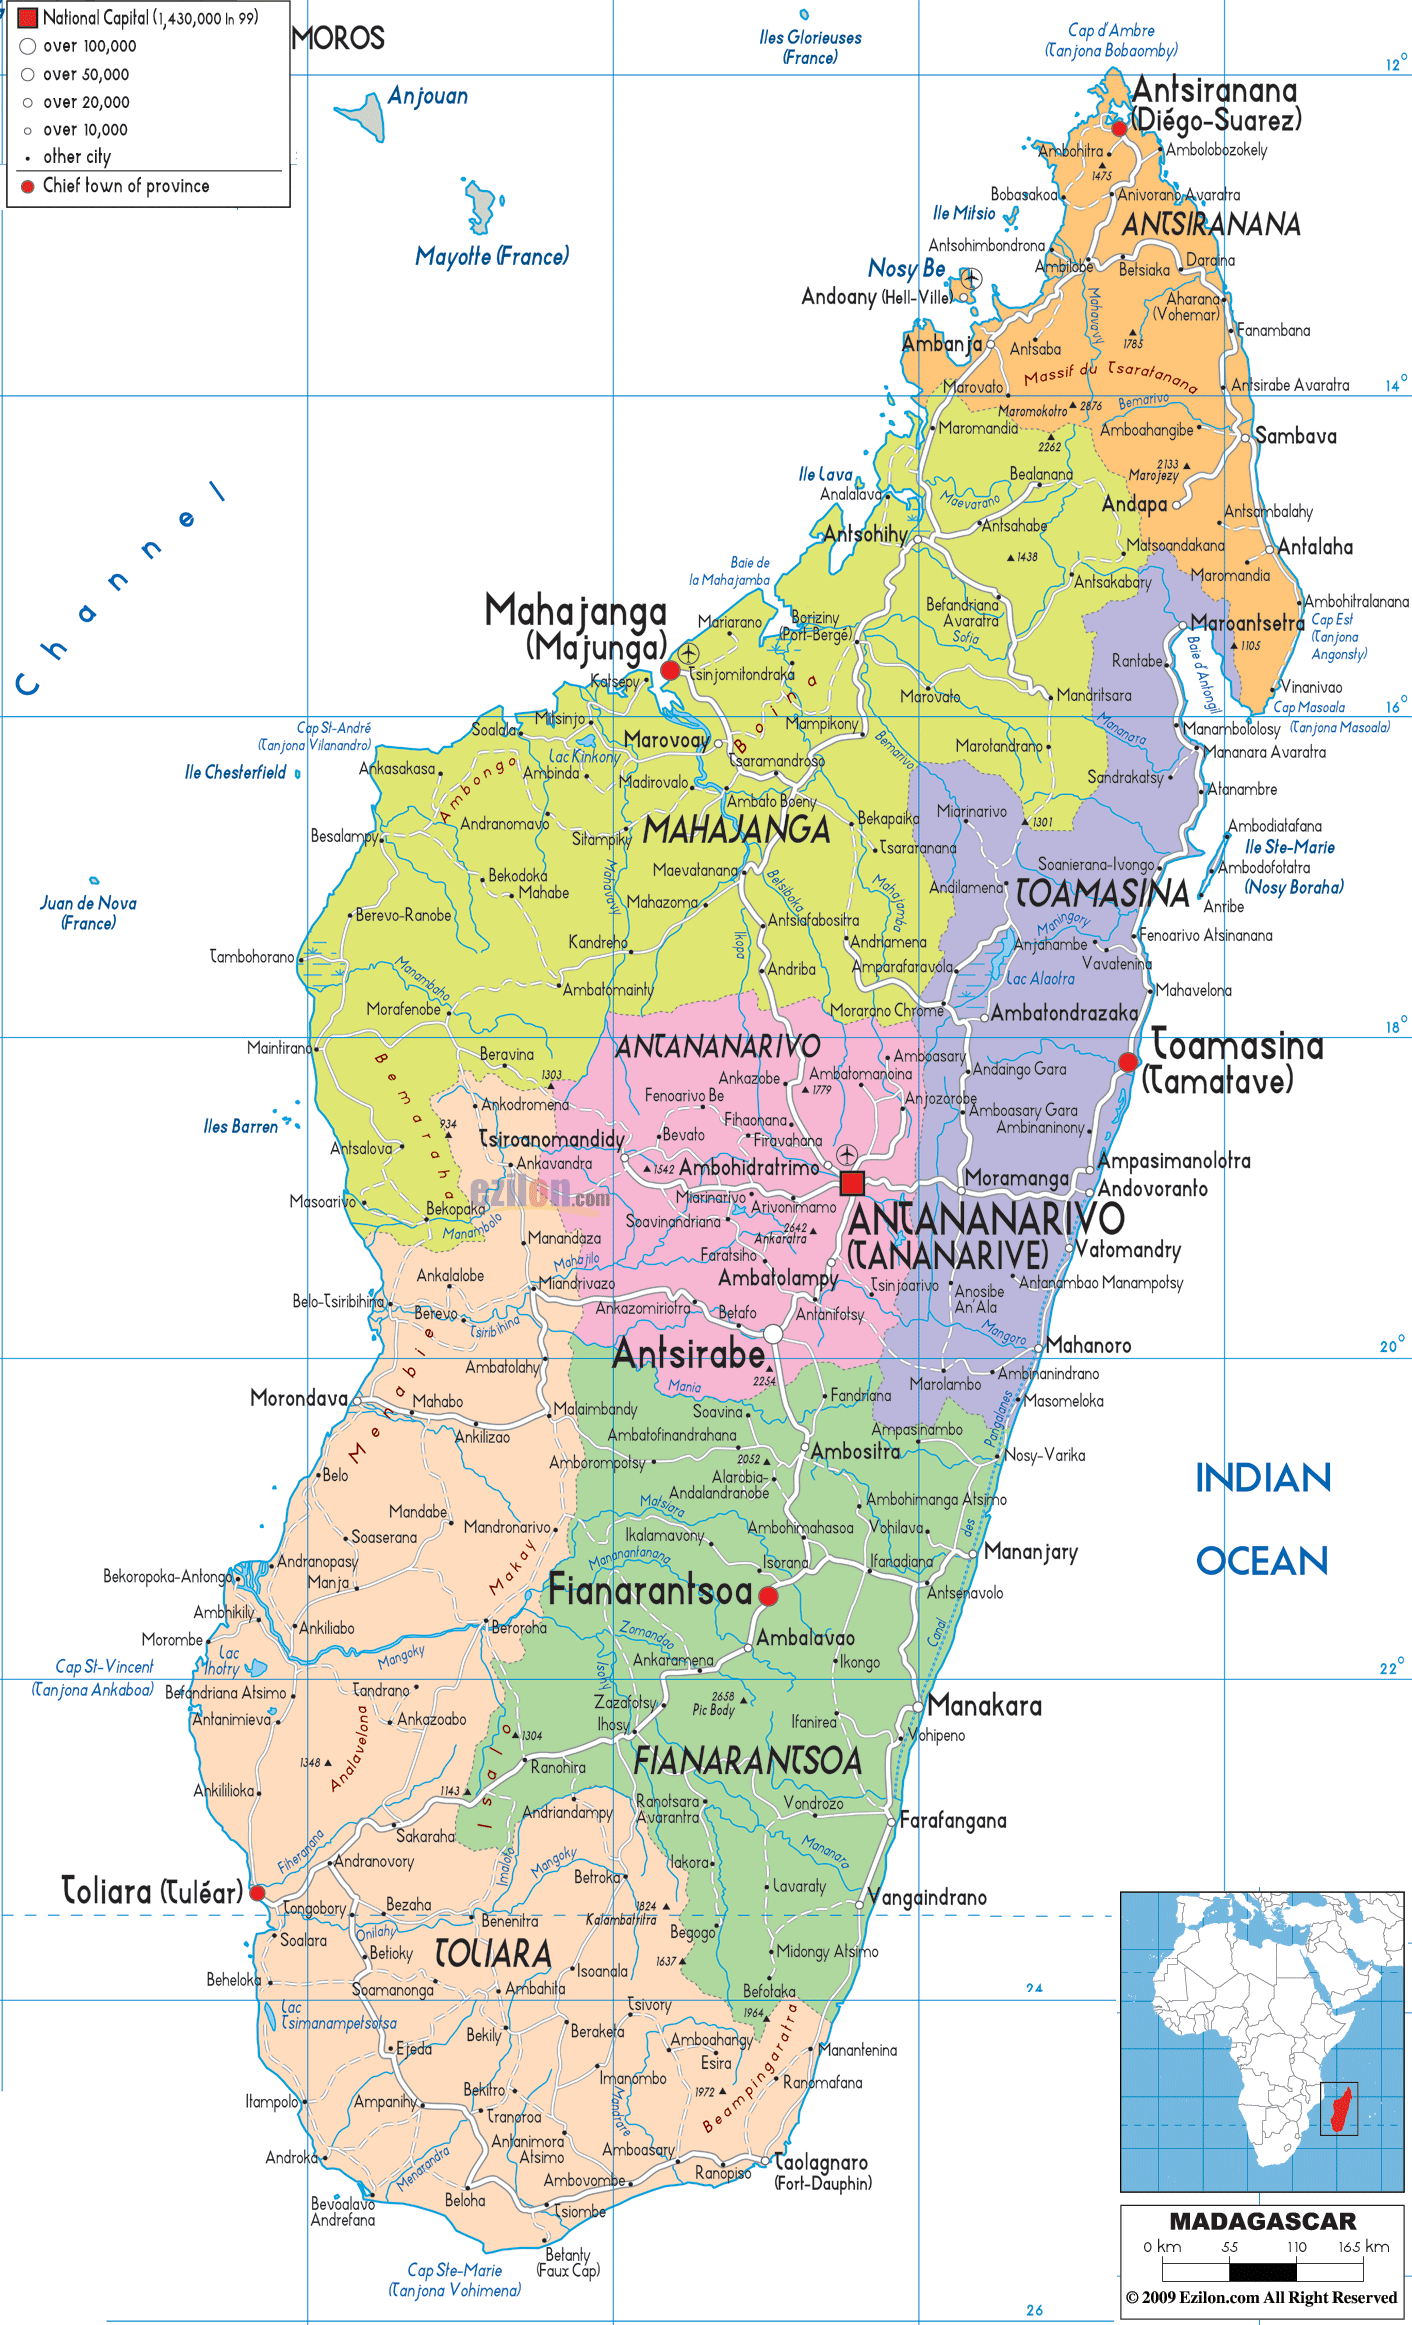 National Capital (1,430,000 in 99)
over 100,000
over 50,000
over 20,000
over 10,000
other city
Chief town of province
MOROS
Anjouan
Mayotte (France)
Iles Glorieuses
(France)
Cap d'Ambre
(Tanjona Bobaomby)
12°
Antsiranana
(Diégo-Suarez)
Ambohitra
1475
Ambolobozokely
Bobasakoa
Anivorano Avaratra
Ile Mitsio
ANTSIRANANA
Antsohimbondrona
Ambilobe
Betsiaka
Daraina
Nosy Be
Andoany (Hell-Ville)
Mahavavy
Aharana
(Vohemar)
1785
Fanambana
Ambanja
Antsaba
Massif du Tsaratanana
Marovato
Antsirabe Avaratra
14°
Maromokotro
2876
Bemarivo
Maromandia
2262
Amboahangibe
Sambava
2133
Marojezy
Ile Lava
Bealanana
Analalava
Maevarano
Andapa
Antsambalahy
Antsohihy
Antsahabe
Matsoandakana
Antalaha
1438
Maromandia
Baie de
la Mahajamba
Antsakabary
Channel
Mahajanga
(Majunga)
Mariarano
Boriziny
(Port-Bergé)
Befandriana
Avaratra
Sofia
Ambohitralanana
Cap Est
(Tanjona
Angonsty)
Maroantsetra
1105
Rantabe
Baie d'Antongil
Katsepy
Tsinjomitondraka
Boina
Marovato
Mandritsara
Vinanivao
Cap Masoala
(Tanjona Masoala)
16°
Cap St-André
(Tanjona Vilanandro)
Soalala
Mitsinjo
Mampikony
Manambolosy
Mananara
Mananara Avaratra
Marovoay
Bemarivo
Marotandrano
Lac Kinkony
Ile Chesterfield
Ankasakasa
Ambongo
Ambinda
Tsaramandroso
Madirovalo
Sandrakatsy
Atanambre
Ambato Boeny
Andranomavo
Sitampiky
MAHAJANGA
Bekapaika
Miarinarivo
1301
Ambodiatafana
Besalampy
Ile Ste-Marie
Tsararanana
Soanierana-Ivongo
Ambodofotatra
(Nosy Boraha)
Maevatanana
Bekodoka
Mahabe
Mahavavy
Betsiboka
Mahajamba
Andilamena
TOAMASINA
Juan de Nova
(France)
Mahazoma
Antribe
Berevo-Ranobe
Antsiafabositra
Maningory
Kandreho
Ikopa
Andriamena
Anjahambe
Fenoarivo Atsinanana
Tambohorano
Vavatenina
Amparafaravola
Manambaho
Andriba
Lac Alaotra
Ambatomainty
Mahavelona
Morafenobe
Morarano Chrome
Ambatondrazaka
18°
Maintirano
Bemaraha
ANTANANARIVO
Toamasina
(Tamatave)
Beravina
1303
Amboasary
Andaingo Gara
Ankazobe
1779
Ambatomanoina
Iles Barren
934
Ankodromena
Fenoarivo Be
Anjozorobe
Amboasary Gara
Fihaonana
Ambinaninony
Antsalova
Tsiroanomandidy
Bevato
Firavahana
Ankavandra
1542
Ambohidratrimo
Ampasimanolotra
Moramanga
Andovoranto
ezilon.com
Masoarivo
Miarinarivo
Arivonimamo
Bekopaka
Manambolo
Soavinandriana
2642
Ankaratra
ANTANANARIVO
(TANANARIVE)
Manandaza
Faratsiho
Vatomandry
Mahajilo
Ambatolampy
Ankalalobe
Miandrivazo
Tsinjoarivo
Anosibe
An'Ala
Antanambao Manampotsy
Belo-Tsiribihina
Berevo
Tsiribihina
Ankazomiriotra
Betafo
Antanifotsy
Mangoro
Mahanoro
20°
Antsirabe
2254
Ambatolahy
Merabie
Mania
Marolambo
Ambinanindrano
Morondava
Mahabo
Fandriana
Masomeloka
Ankilizao
Malaimbandy
Soavina
Ambatofinandrahana
Ampasinambo
Ambositra
Nosy-Varika
Belo
Amborompotsy
2052
Alarobia-
Andalandranobe
INDIAN
OCEAN
Ambohimanga Atsimo
Canal des Pangalanes
Mandabe
Mandronarivo
Matsiara
Soaserana
Ikalamavony
Ambohimahasoa
Vohilava
Makay
Mananjary
Andranopasy
Mananantanana
Isorana
Ifanadiana
Bekoropoka-Antongo
Manja
Fianarantsoa
Antsenavolo
Ambhikily
Ankiliabo
Beroroha
Zomandao
Ambalavao
Morombe
Lac
Ihotry
Mangoky
Cap St-Vincent
(Tanjona Ankaboa)
Isohy
Ankaramena
Ikongo
22°
Befandriana Atsimo
Tandrano
Antanimieva
Ankazoabo
Zazafotsy
2658
Pic Body
Manakara
Ihosy
Ifanirea
Vohipeno
Analavelona
1304
1348
FIANARANTSOA
Isalo
Ranohira
Ankililioka
1143
Andriandampy
Ranotsara
Avarantra
Vondrozo
Farafangana
Sakaraha
Fiherenana
Mananara
Andranovory
Imaloto
Mangoky
Iakora
Toliara (Tuléar)
Betroka
Lavaraty
Vangaindrano
Tongobory
Bezaha
1824
Kalambatritra
Benenitra
Soalara
Onilahy
TOLIARA
Begogo
Betioky
1637
Midongy Atsimo
Beheloka
Isoanala
Soamanonga
Ambahita
Befotaka
24
Lac
Tsimanampetsotsa
Tsivory
1964
Bekily
Beraketa
Amboahangy
Esira
Manantenina
Ejeda
Beampingaratra
Bekitro
Imanombo
1972
Ranomafana
Itampolo
Ampanihy
Tranoroa
Mandrare
Antanimora
Atsimo
Androka
Menarandra
Amboasary
Ranopiso
Taolagnaro
(Fort-Dauphin)
Ambovombe
Bevoalavo
Andrefana
Beloha
Tsiombe
Betanty
(Faux Cap)
Cap Ste-Marie
(Tanjona Vohimena)
26
MADAGASCAR
0 km 55 110 165 km
© 2009 Ezilon.com All Right Reserved